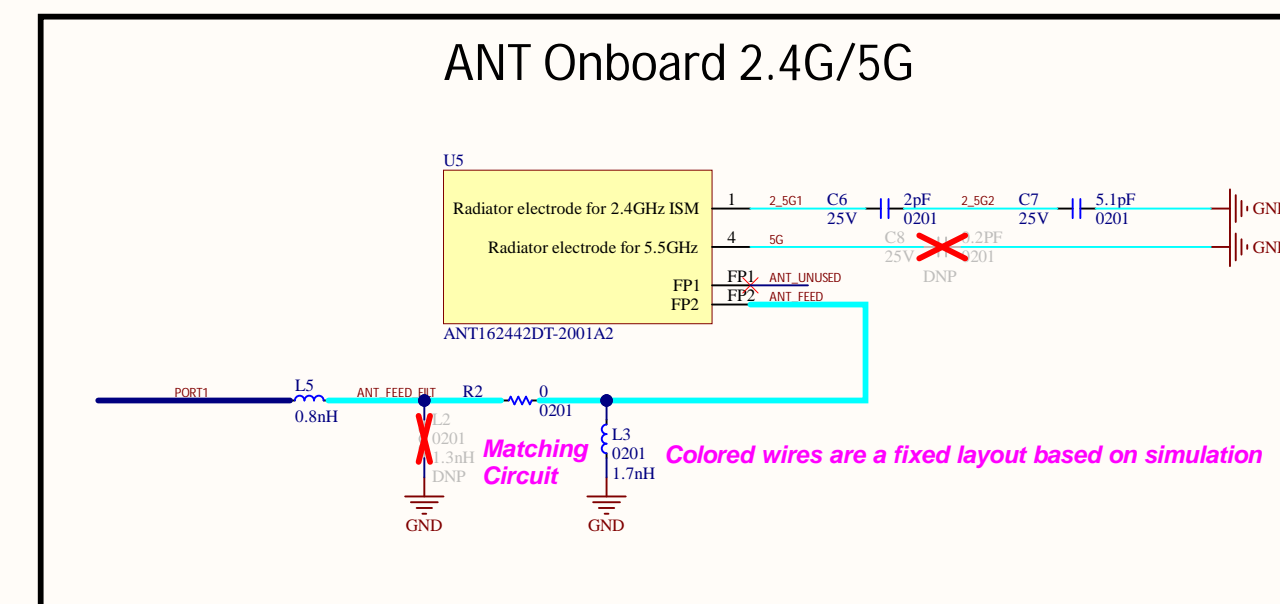 ANT Onboard 2.4G/5G
U5
Radiator electrode for 2.4GHz ISM
1
2_5G1
C6
2pF
2_5G2
C7
5.1pF
25V
0201
25V
0201
GND
Radiator electrode for 5.5GHz
4
5G
C8
25V
0201
DNP
FP1
FP1
ANT_UNUSED
FP2
FP2
ANT_FEED
ANT162442DT-2001A2
PORT1
L5
0.8nH
ANT_FEED_FILT
R2
0
0201
L2
0201
1.3nH
DNP
GND
Matching
Circuit
L3
0201
1.7nH
GND
Colored wires are a fixed layout based on simulation